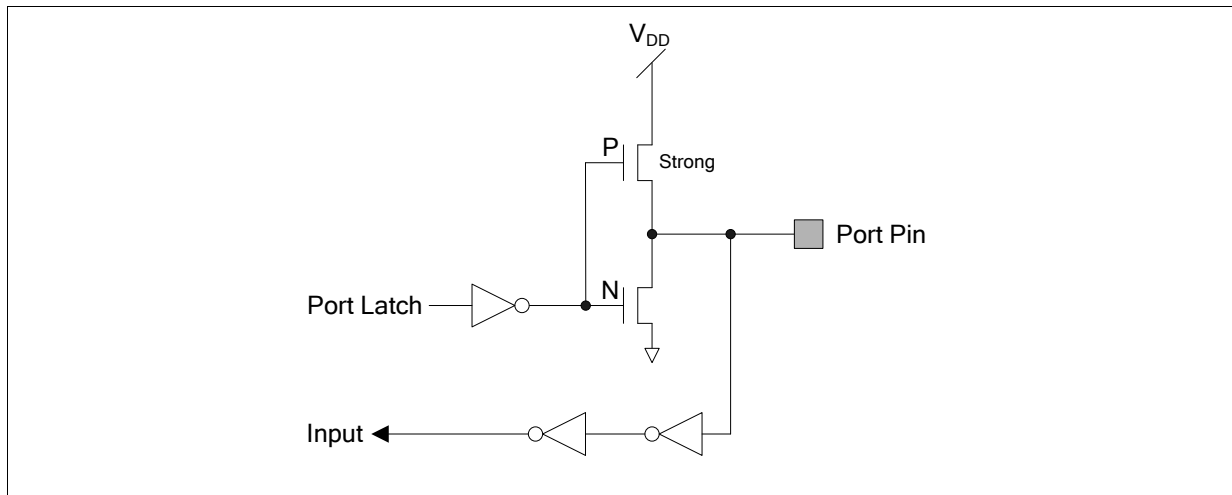 VDD
P
Strong
Port Pin
N
Port Latch
Input